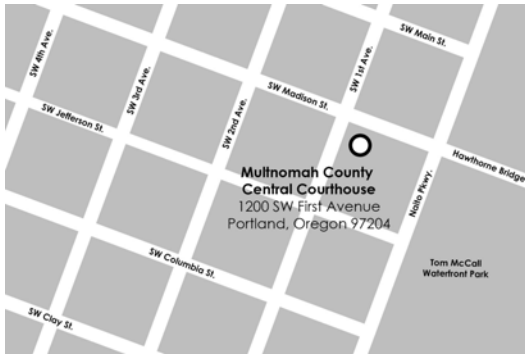 SW Main St.
SW 4th Ave.
SW 3rd Ave.
SW 2nd Ave.
SW 1st Ave.
SW Madison St.
SW Jefferson St.
Hawthorne Bridge
Multnomah County
Central Courthouse
1200 SW First Avenue
Portland, Oregon 97204
Naito Pkwy.
SW Columbia St.
Tom McCall
Waterfront Park
SW Clay St.